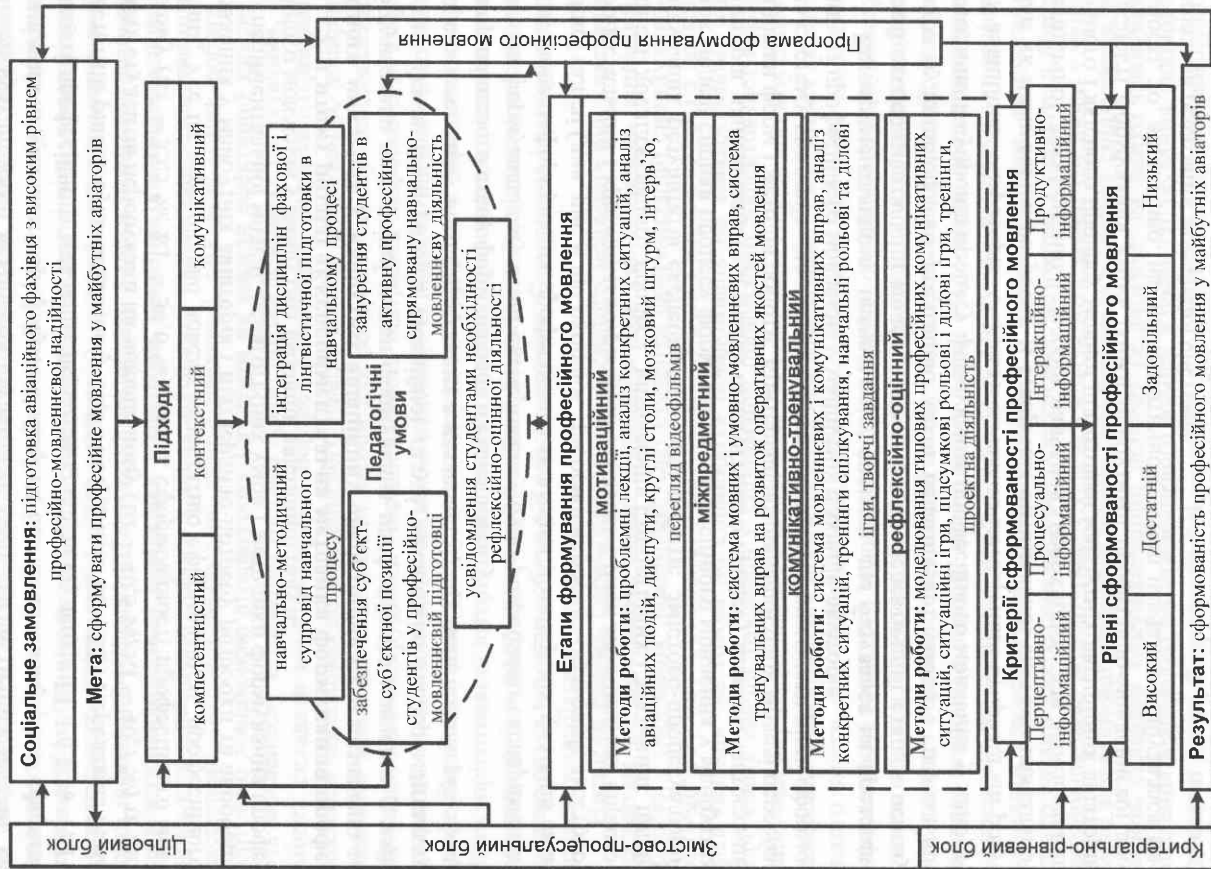 Соціальне замовлення: підготовка авіаційного фахівця з високим рівнем
професійно-мовленнєвої надійності
Мета: сформувати професійне мовлення у майбутніх авіаторів
Підходи
компетентнісний
контекстний
комунікативний
навчально-методичний
супровід навчального
процесу
інтеграція дисциплін фахової і
лінгвістичної підготовки в
навчальному процесі
Педагогічні
умови
забезпечення суб’єкт-
суб’єктної позиції
студентів у професійно-
мовленнєвій підготовці
занурення студентів в
активну професійно-
спрямовану навчально-
мовленнєву діяльність
усвідомлення студентами необхідності
рефлексійно-оцінної діяльності
Етапи формування професійного мовлення
мотиваційний
Методи роботи: проблемні лекції, аналіз конкретних ситуацій, аналіз
авіаційних подій, диспути, круглі столи, мозковий штурм, інтерв’ю,
перегляд відеофільмів
міжпредметний
Методи роботи: система мовних і умовно-мовленнєвих вправ, система
тренувальних вправ на розвиток оперативних якостей мовлення
комунікативно-тренувальний
Методи роботи: система мовленнєвих і комунікативних вправ, аналіз
конкретних ситуацій, тренінги спілкування, навчальні рольові та ділові
ігри, творчі завдання
рефлексійно-оцінний
Методи роботи: моделювання типових професійних комунікативних
ситуацій, ситуаційні ігри, підсумкові рольові і ділові ігри, тренінги,
проектна діяльність
Критерії сформованості професійного мовлення
Перцептивно-
інформаційний
Процесуально-
інформаційний
Інтеракційно-
інформаційний
Продуктивно-
інформаційний
Рівні сформованості професійного мовлення
Високий
Достатній
Задовільний
Низький
Результат: сформованість професійного мовлення у майбутніх авіаторів
Цільовий блок
Змістово-процесуальний блок
Критеріально-рівневий блок
Програма формування професійного мовлення